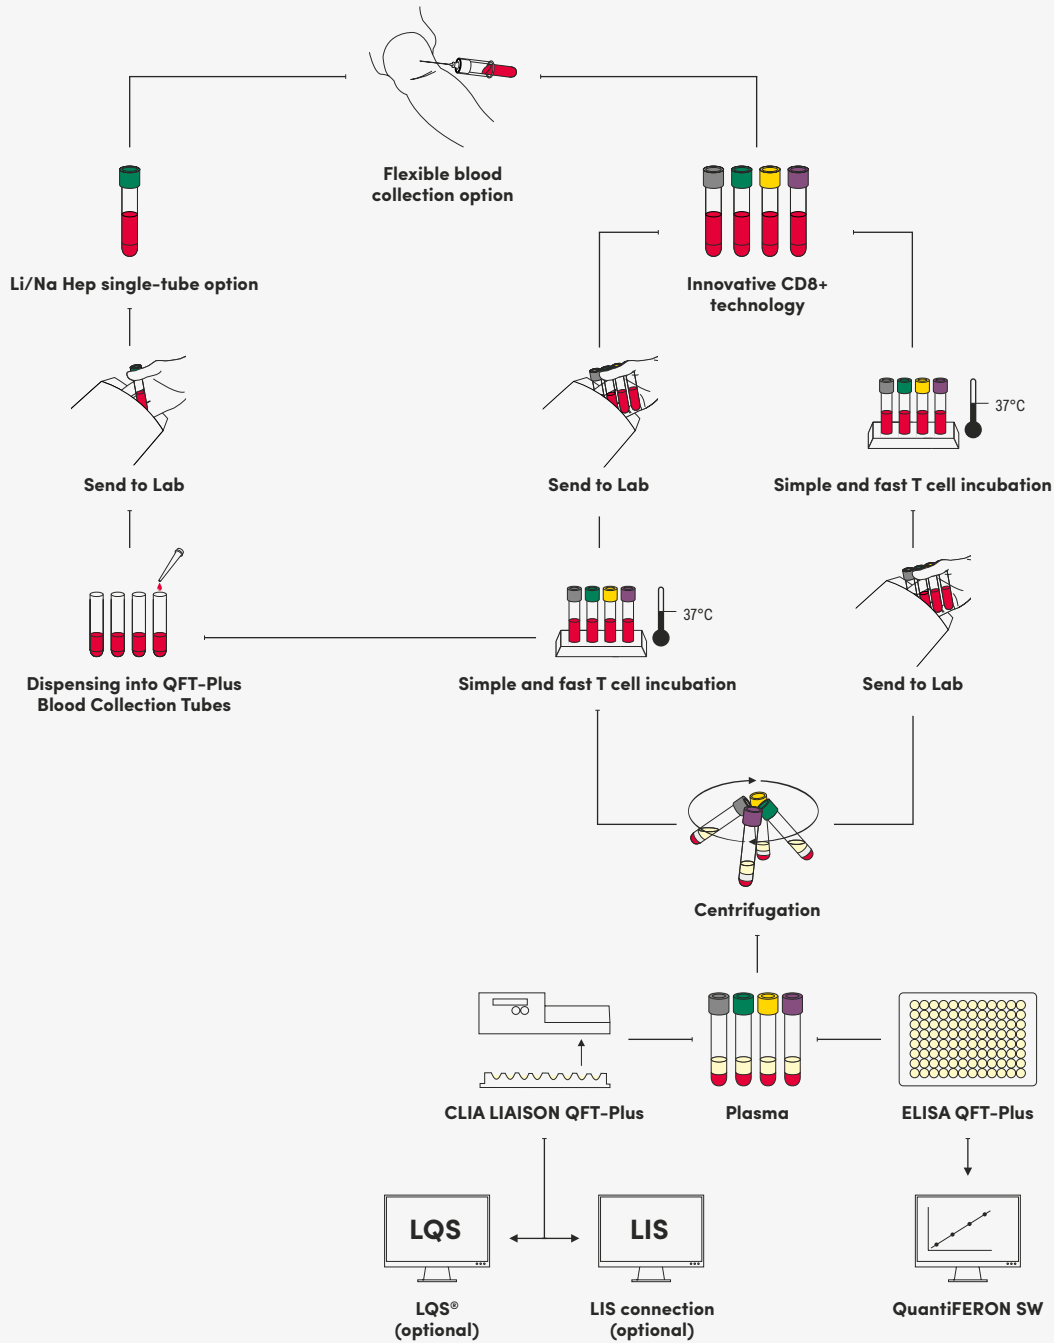 Flexible blood
collection option
Li/Na Hep single-tube option
Innovative CD8+
technology
37°C
Send to Lab
Send to Lab
Simple and fast T cell incubation
37°C
Dispensing into QFT-Plus
Blood Collection Tubes
Simple and fast T cell incubation
Send to Lab
Centrifugation
CLIA LIAISON QFT-Plus
Plasma
ELISA QFT-Plus
LQS
LIS
LQS®
(optional)
LIS connection
(optional)
QuantiFERON SW